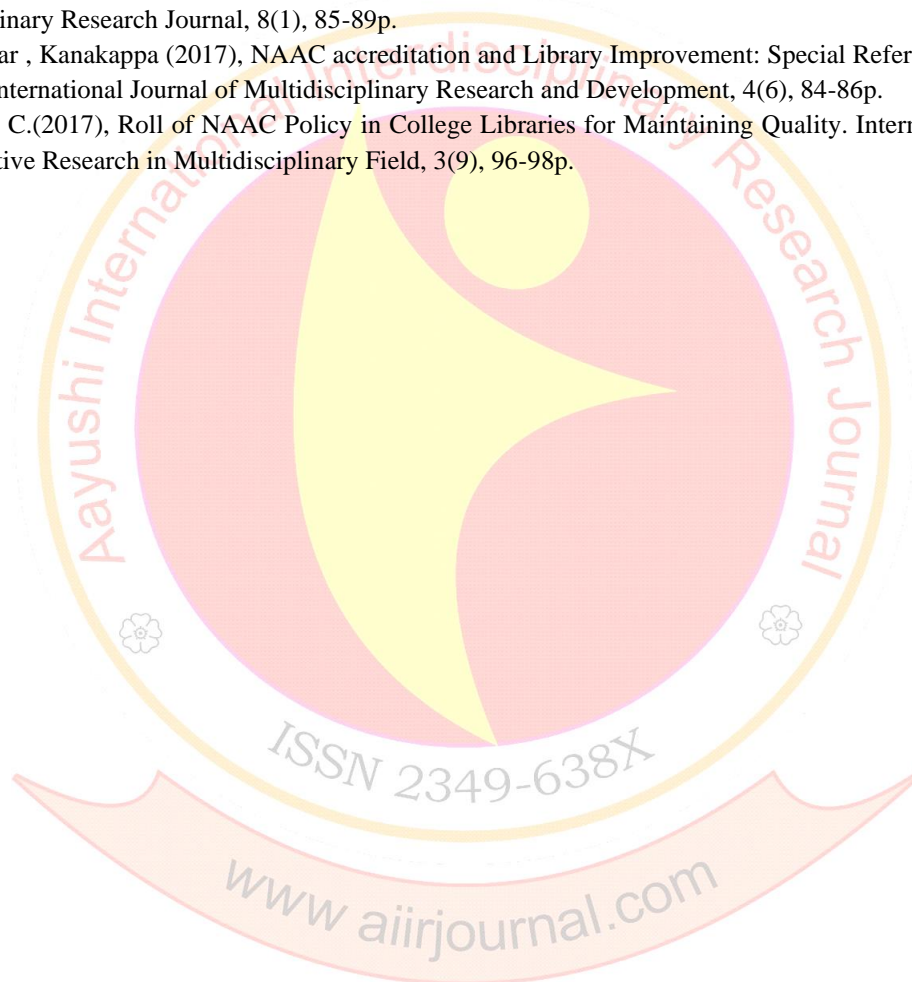 inary Research Journal, 8(1), 85-89p.
ar , Kanakappa (2017), NAAC accreditation and Library Improvement: Special Refer
nternational Journal of Multidisciplinary Research and Development, 4(6), 84-86p.
C.(2017), Roll of NAAC Policy in College Libraries for Maintaining Quality. Intern
tive Research in Multidisciplinary Field, 3(9), 96-98p.
Aayushi International Interdisciplinary Research Journal
ISSN 2349-638X
www aiirjournal.com